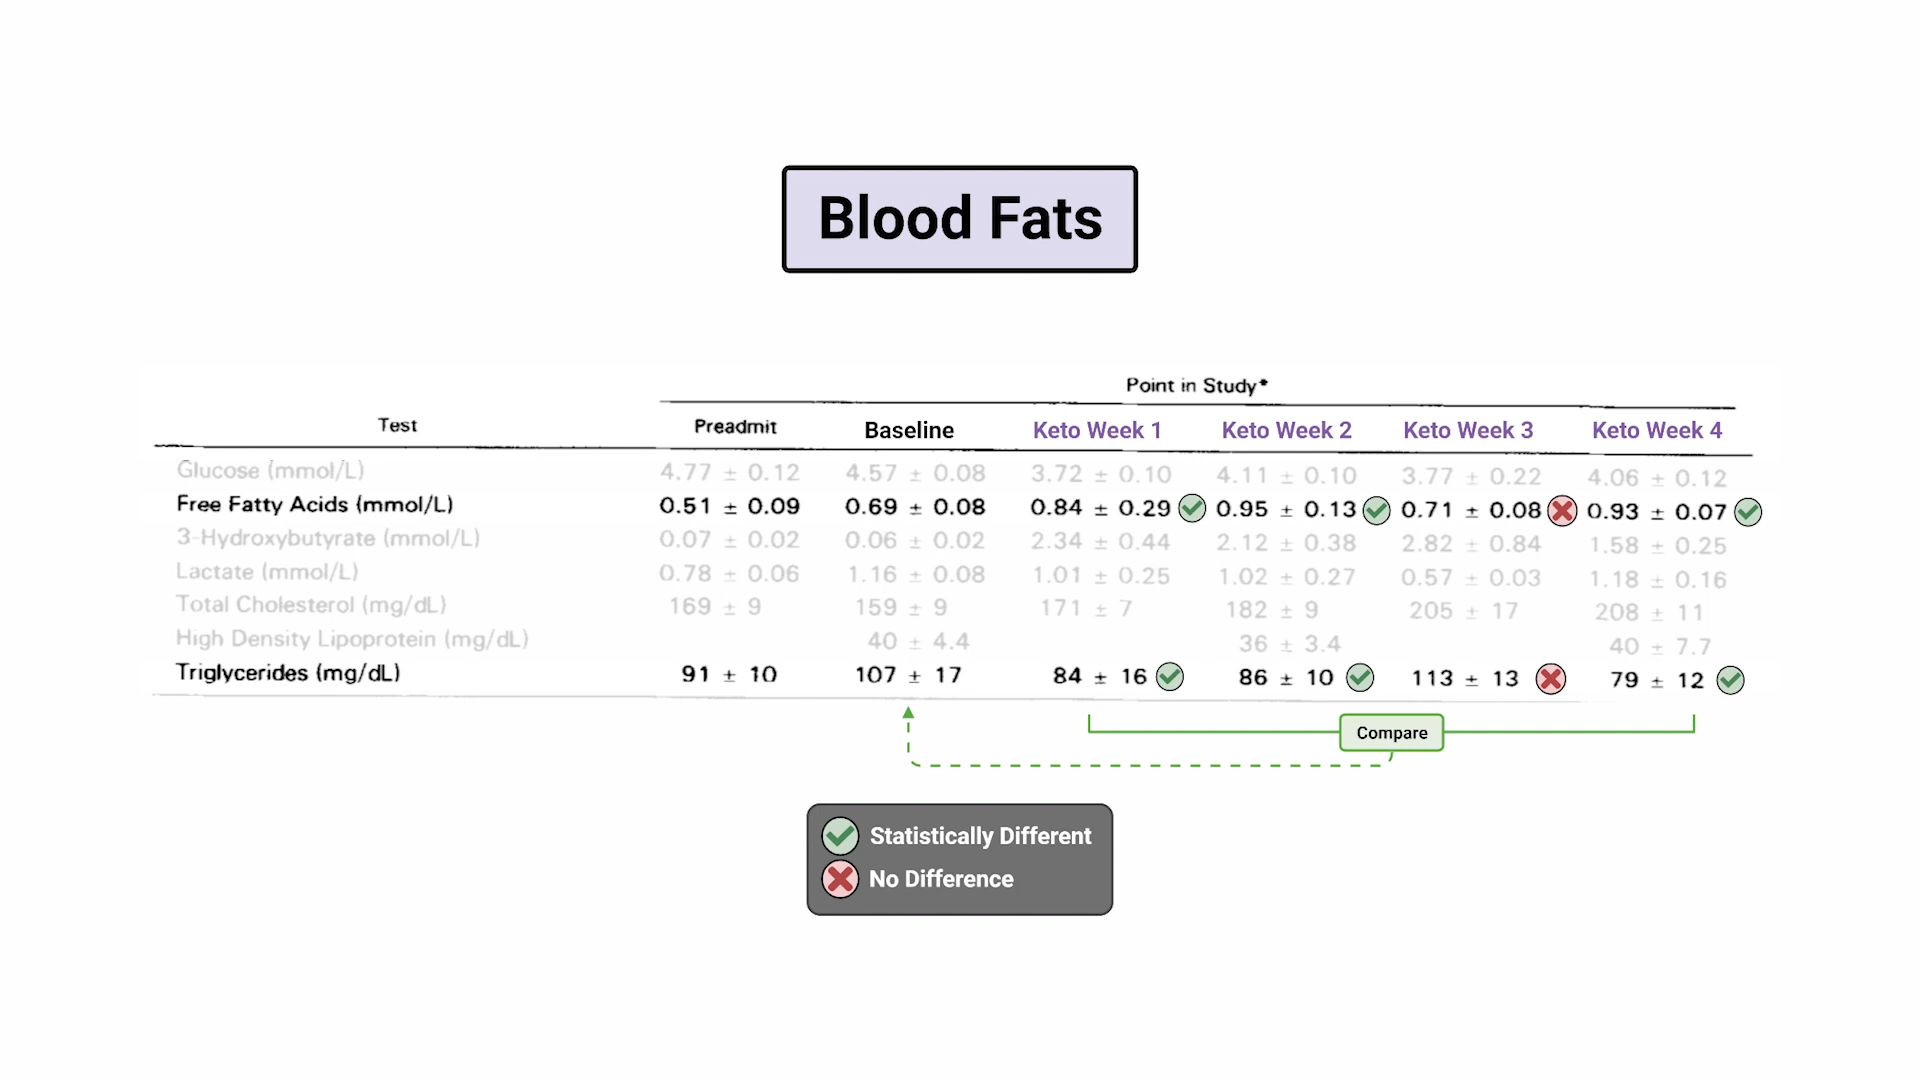 Blood Fats
Point in Study*
Test Preadmit Baseline Keto Week 1 Keto Week 2 Keto Week 3 Keto Week 4
Glucose (mmol/L) 4.77 ± 0.12 4.57 ± 0.08 3.72 ± 0.10 4.11 ± 0.10 3.77 ± 0.22 4.06 ± 0.12
Free Fatty Acids (mmol/L) 0.51 ± 0.09 0.69 ± 0.08 0.84 ± 0.29 0.95 ± 0.13 0.71 ± 0.08 0.93 ± 0.07
3-Hydroxybutyrate (mmol/L) 0.07 ± 0.02 0.06 ± 0.02 2.34 ± 0.44 2.12 ± 0.38 2.82 ± 0.84 1.58 ± 0.25
Lactate (mmol/L) 0.78 ± 0.06 1.16 ± 0.08 1.01 ± 0.25 1.02 ± 0.27 0.57 ± 0.03 1.18 ± 0.16
Total Cholesterol (mg/dL) 169 ± 9 159 ± 9 171 ± 7 182 ± 9 205 ± 17 208 ± 11
High Density Lipoprotein (mg/dL) 40 ± 4.4 36 ± 3.4 40 ± 7.7
Triglycerides (mg/dL) 91 ± 10 107 ± 17 84 ± 16 86 ± 10 113 ± 13 79 ± 12
Compare
Statistically Different
No Difference